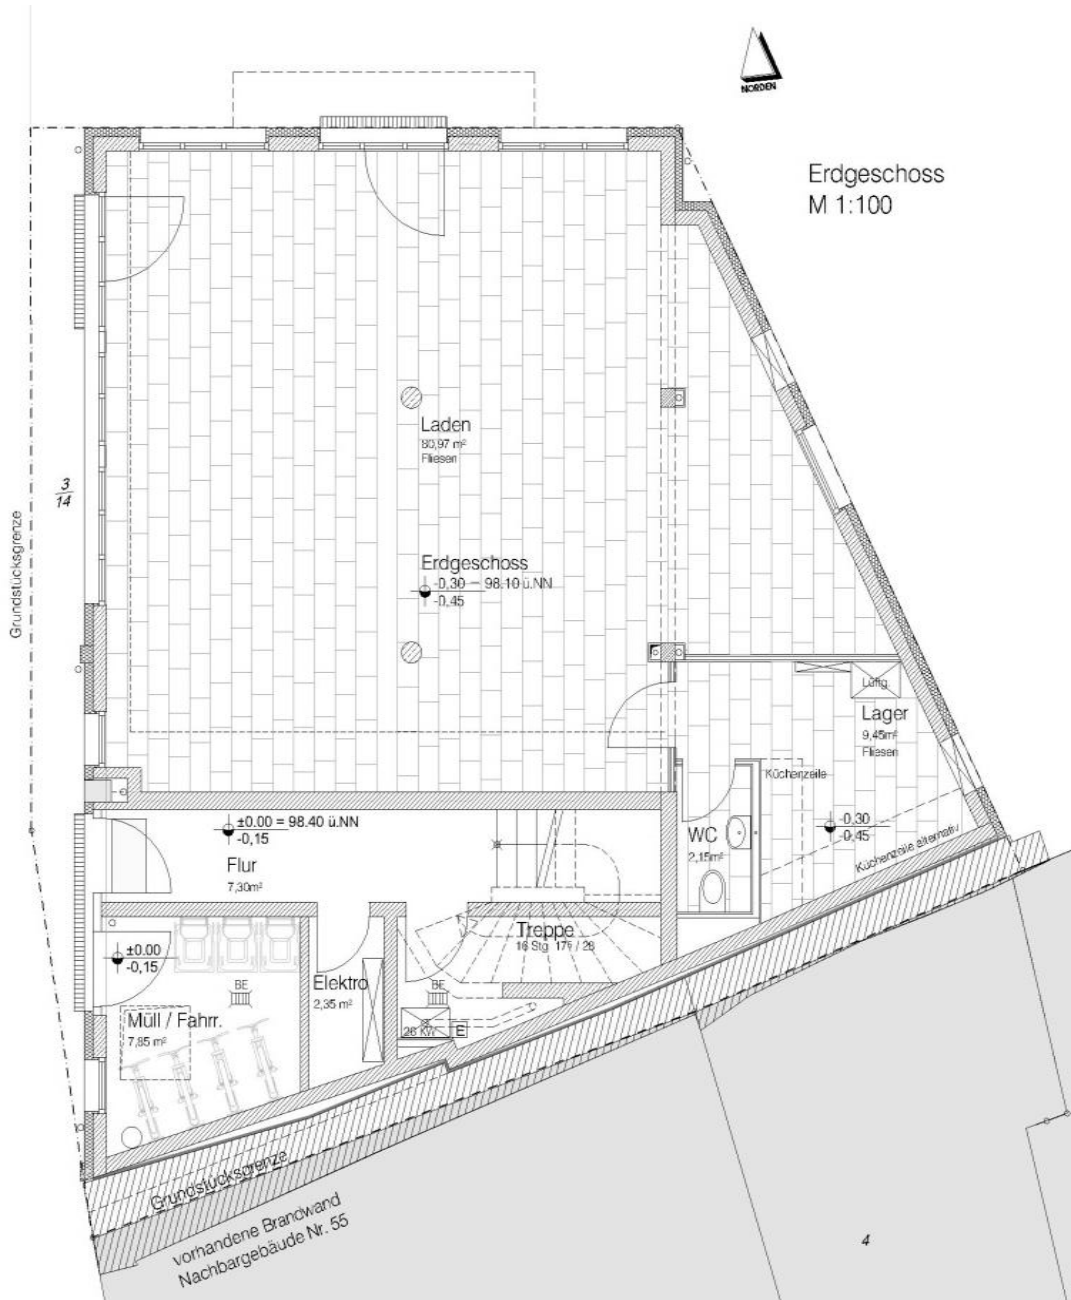 NORDEN
Erdgeschoss
M 1:100
Laden
80,97 m²
Fliesen
3
14
Grundstücksgrenze
Erdgeschoss
-0,30 = 98.10 ü.NN
-0,45
Lüftg.
Lager
9,45m²
Fliesen
Küchenzeile
±0.00 = 98.40 ü.NN
-0,15
-0,30
-0,45
WC
2,15m²
Küchenzeile alternativ
Flur
7,30m²
Treppe
16 Stg. 17⁵ / 28
±0.00
-0,15
Elektro
2,35 m²
BE
BE
Müll / Fahrr.
7,85 m²
26 KW
E
Grundstücksgrenze
vorhandene Brandwand
Nachbargebäude Nr. 55
4